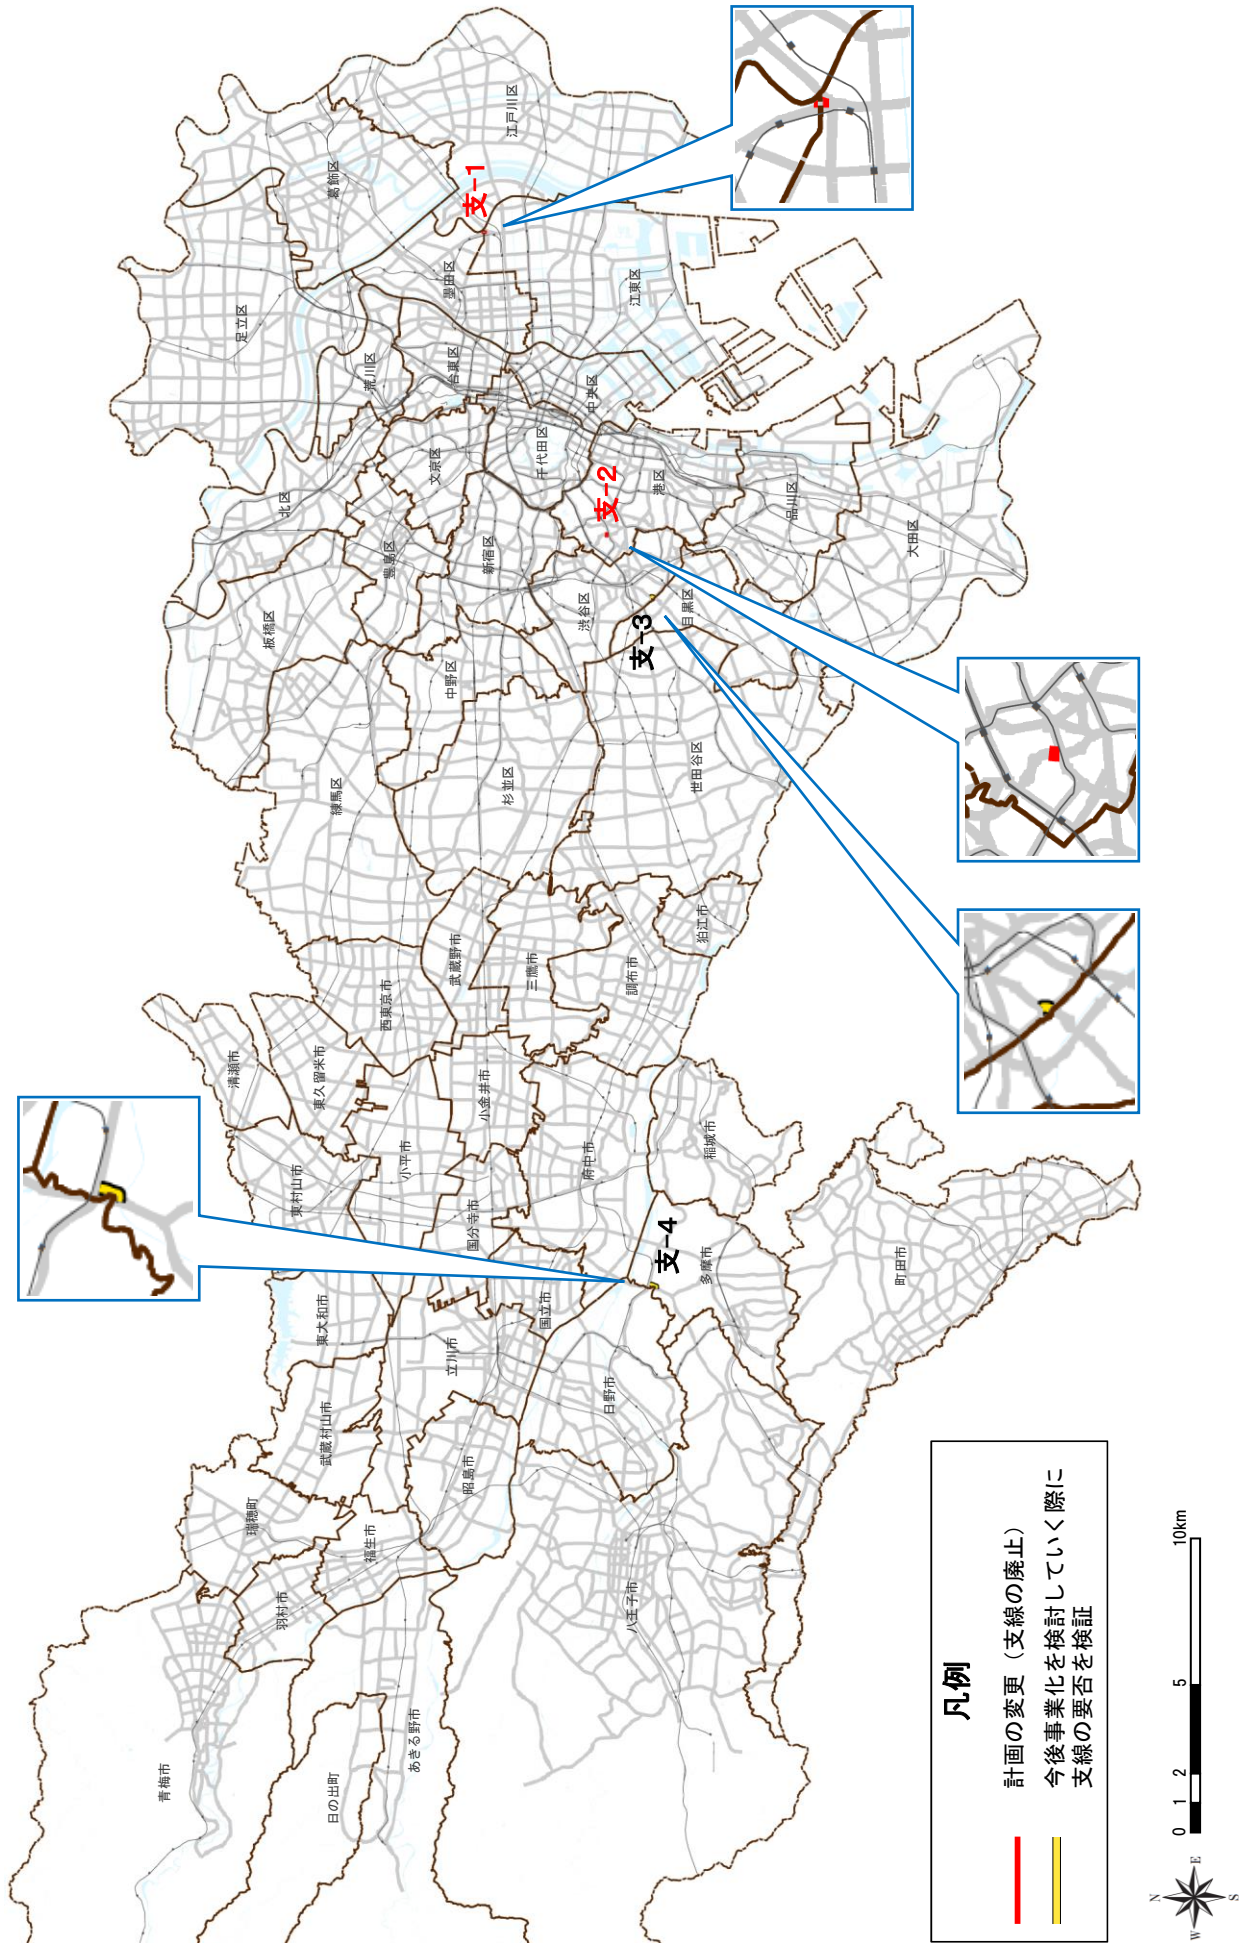 江戸川区
葛飾区
支-1
足立区
墨田区
江東区
荒川区
台東区
中央区
文京区
千代田区
北区
支-2
港区
品川区
大田区
豊島区
新宿区
板橋区
渋谷区
目黒区
支-3
中野区
練馬区
杉並区
世田谷区
武蔵野市
三鷹市
狛江市
調布市
西東京市
清瀬市
東久留米市
小金井市
稲城市
東村山市
小平市
府中市
国分寺市
支-4
多摩市
町田市
東大和市
国立市
立川市
日野市
武蔵村山市
昭島市
瑞穂町
福生市
羽村市
八王子市
青梅市
日の出町
あきる野市
凡例
計画の変更（支線の廃止）
今後事業化を検討していく際に
支線の要否を検証
0 1 2 5 10km
N
W E
S